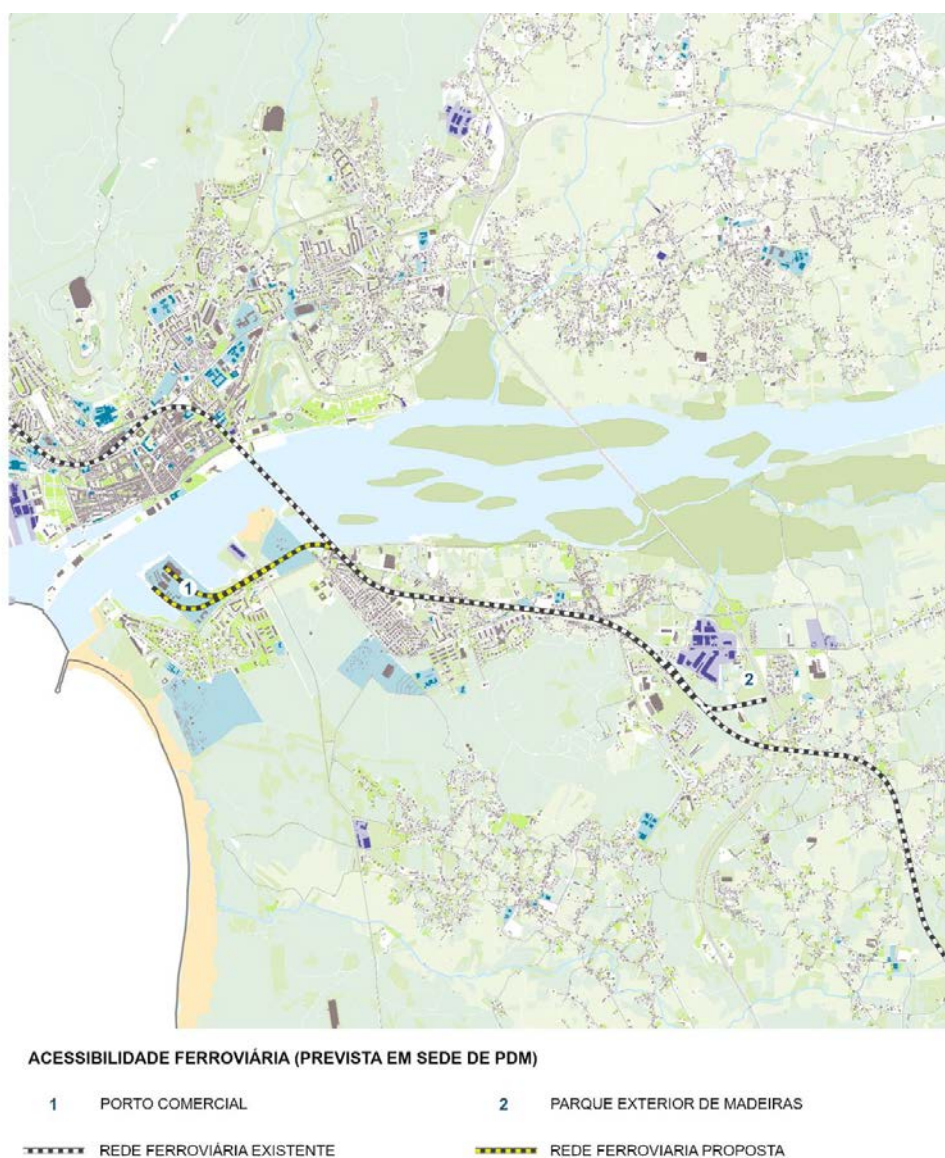 1
2
ACESSIBILIDADE FERROVIÁRIA (PREVISTA EM SEDE DE PDM)
1 PORTO COMERCIAL
2 PARQUE EXTERIOR DE MADEIRAS
REDE FERROVIÁRIA EXISTENTE
REDE FERROVIARIA PROPOSTA